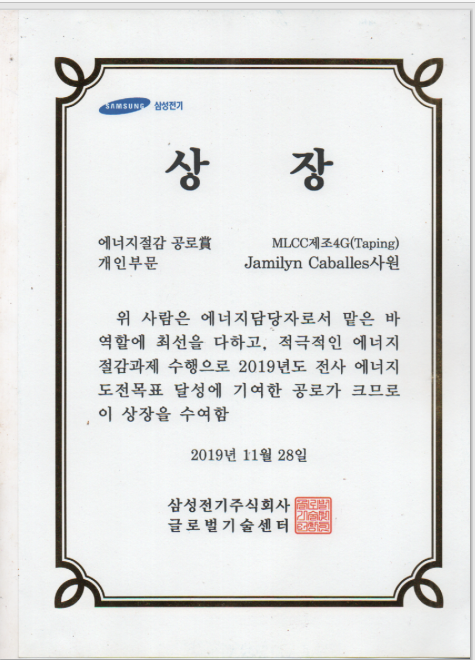 SAMSUNG 삼성전기
상 장
에너지절감 공로賞 MLCC제조4G(Taping)
개인부문 Jamilyn Caballes사원
위 사람은 에너지담당자로서 맡은 바
역할에 최선을 다하고, 적극적인 에너지
절감과제 수행으로 2019년도 전사 에너지
도전목표 달성에 기여한 공로가 크므로
이 상장을 수여함
2019년 11월 28일
삼성전기주식회사
글로벌기술센터